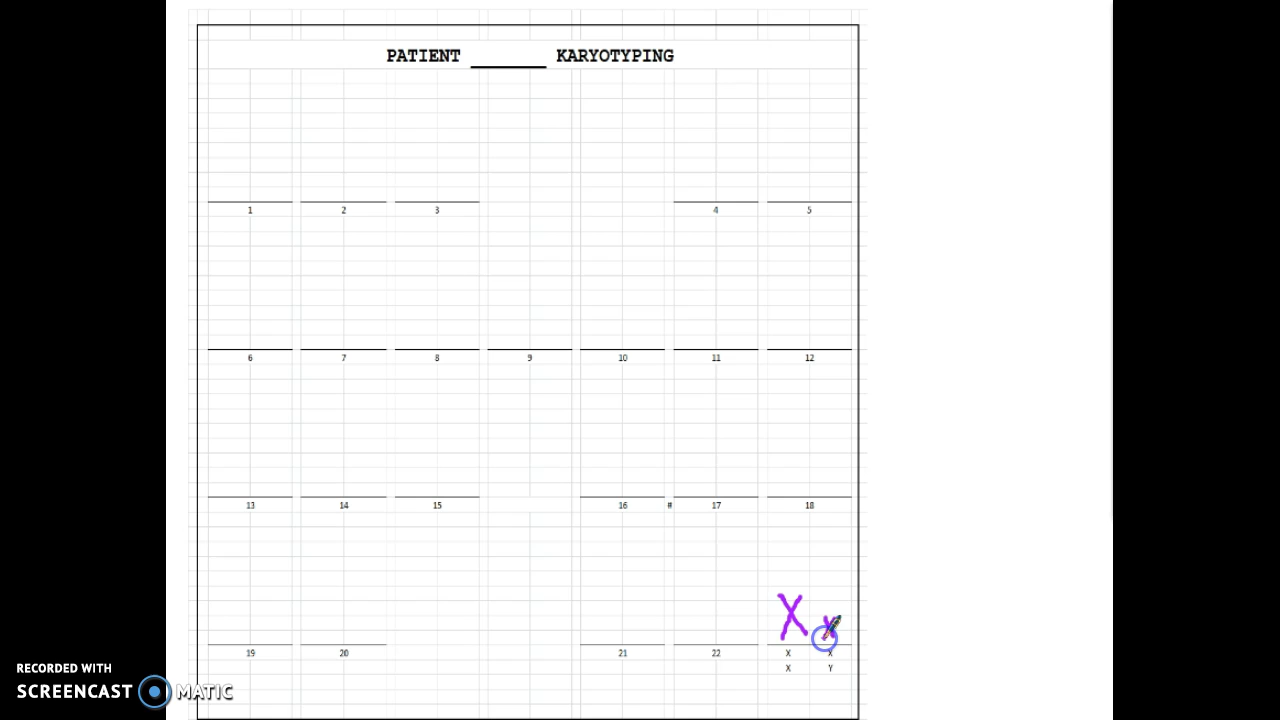 PATIENT _______ KARYOTYPING
1 2 3 4 5
6 7 8 9 10 11 12
13 14 15 16 # 17 18
X x
19 20 21 22 X X
X Y
RECORDED WITH
SCREENCAST MATIC